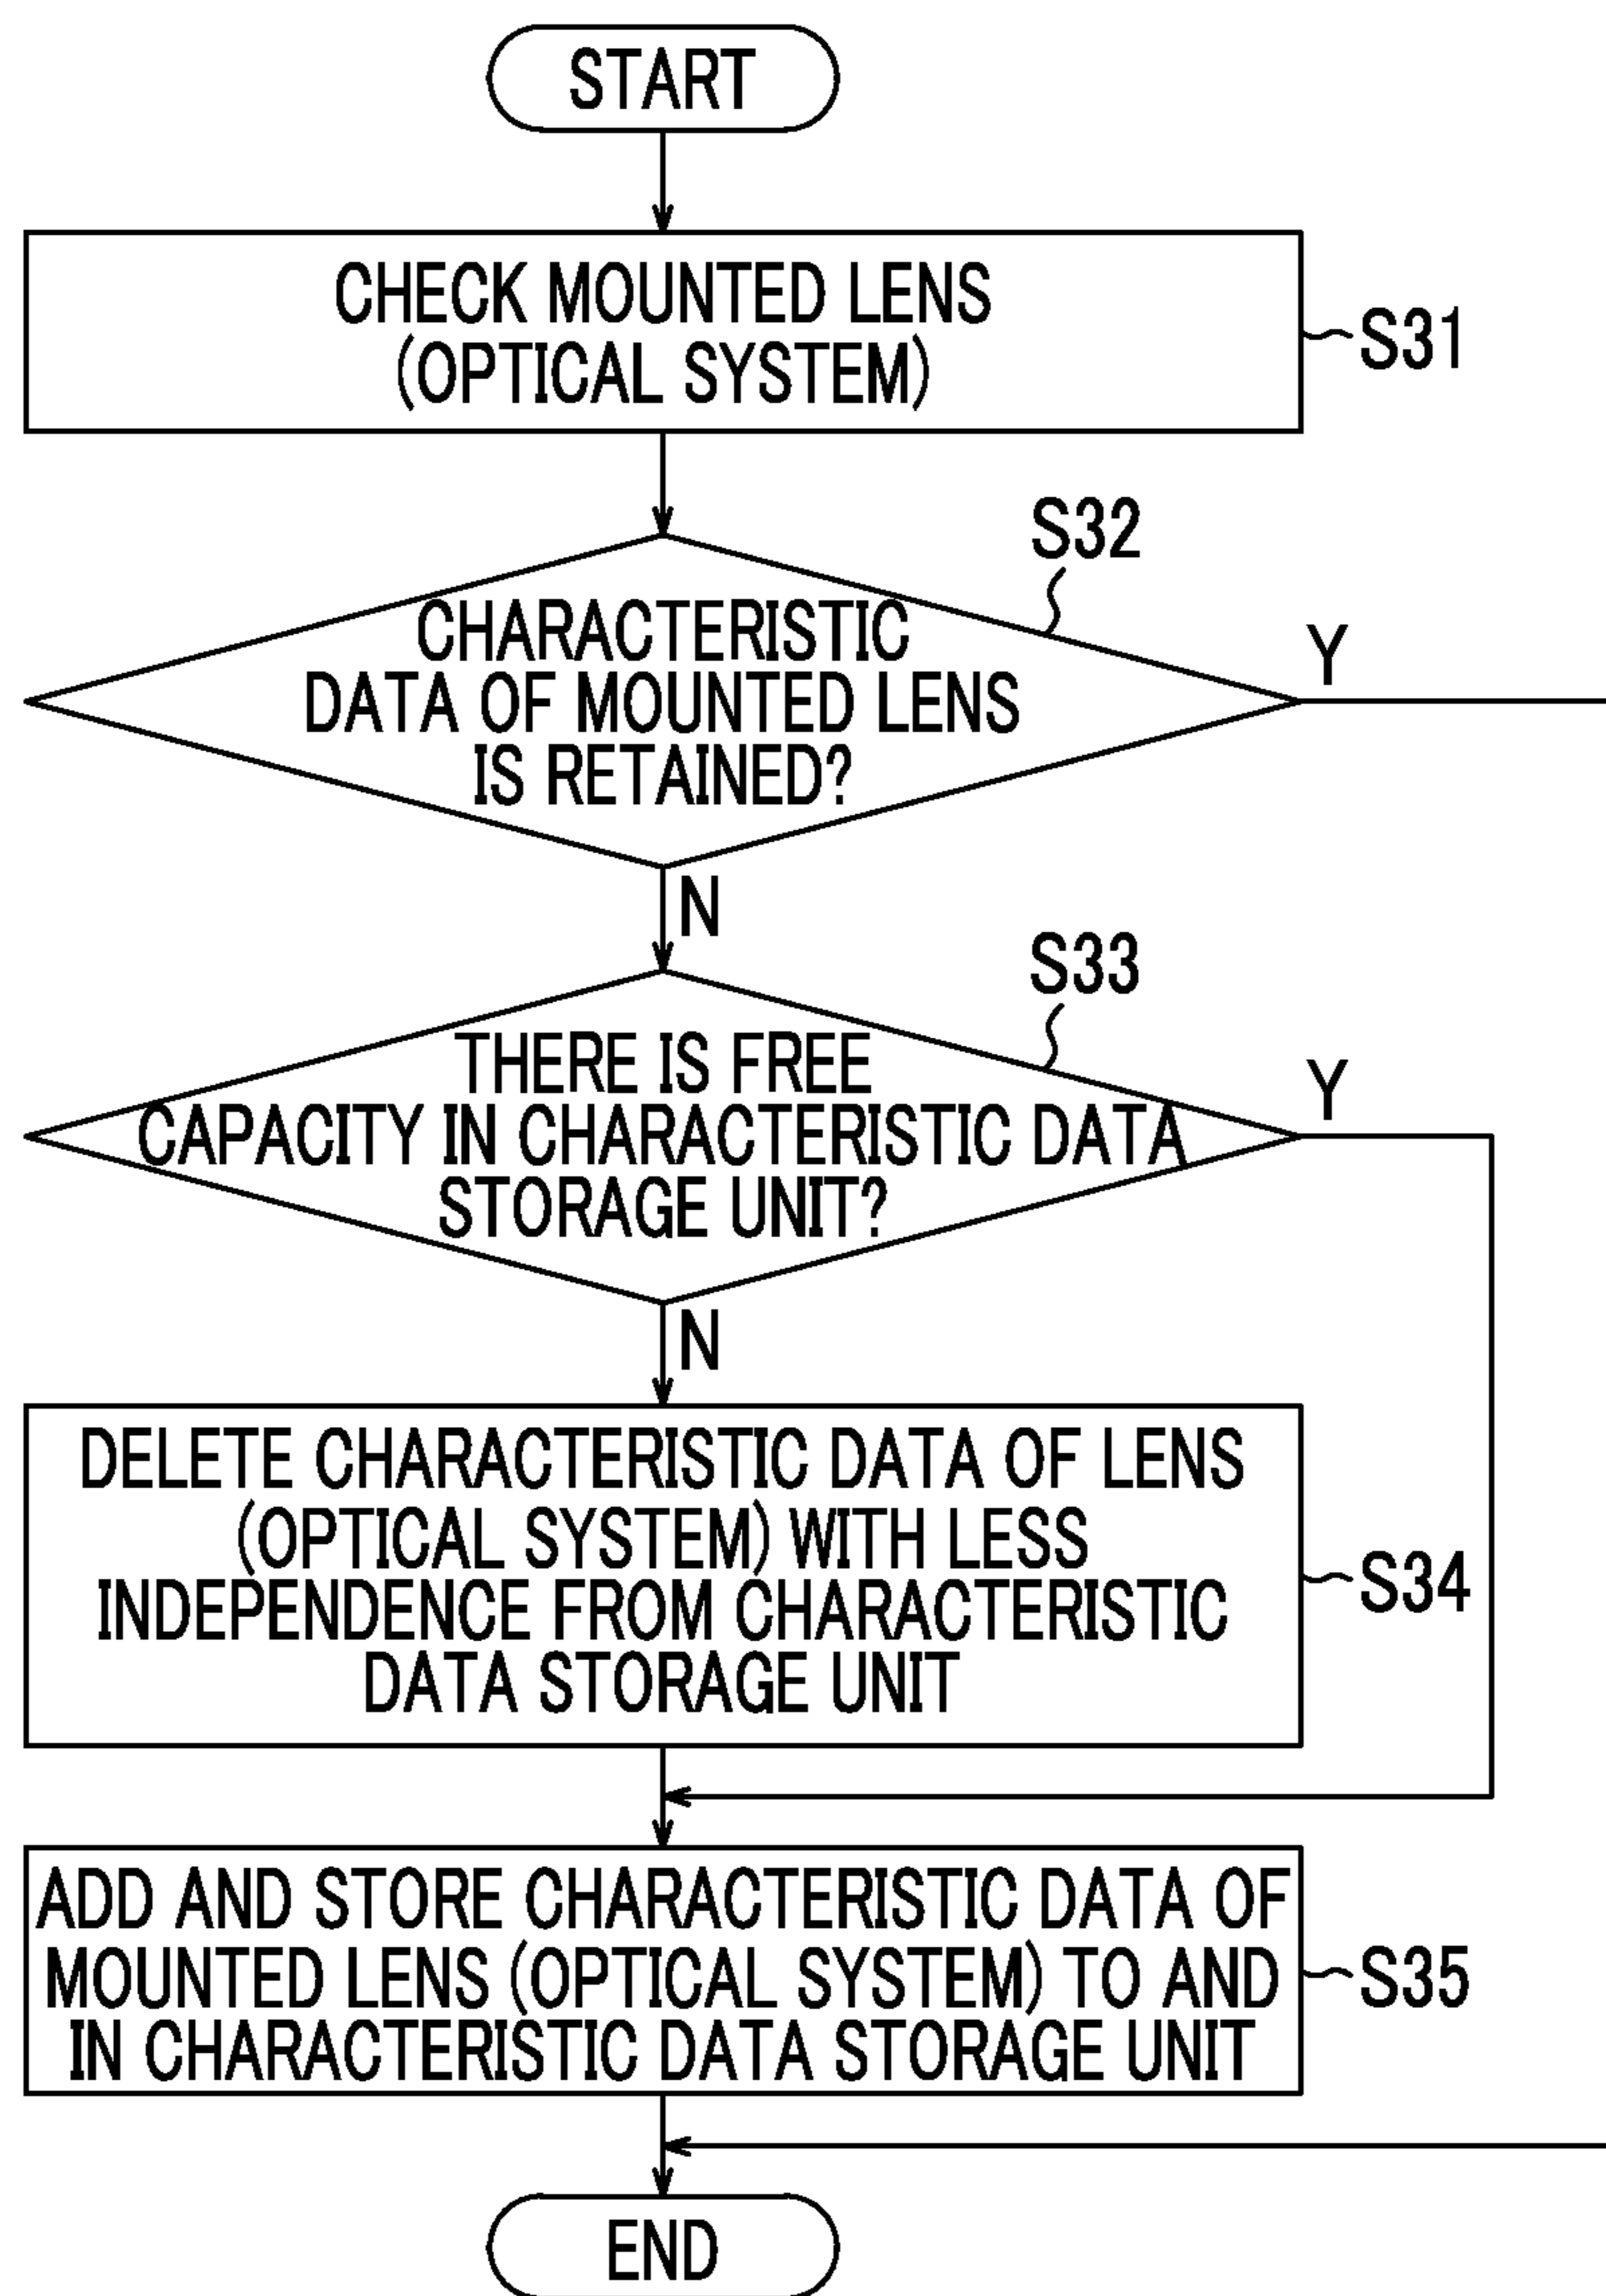 START
CHECK MOUNTED LENS
(OPTICAL SYSTEM)
S31
S32
CHARACTERISTIC
DATA OF MOUNTED LENS
IS RETAINED?
Y
N
S33
THERE IS FREE
CAPACITY IN CHARACTERISTIC DATA
STORAGE UNIT?
Y
N
DELETE CHARACTERISTIC DATA OF LENS
(OPTICAL SYSTEM) WITH LESS
INDEPENDENCE FROM CHARACTERISTIC
DATA STORAGE UNIT
S34
ADD AND STORE CHARACTERISTIC DATA OF
MOUNTED LENS (OPTICAL SYSTEM) TO AND
IN CHARACTERISTIC DATA STORAGE UNIT
S35
END